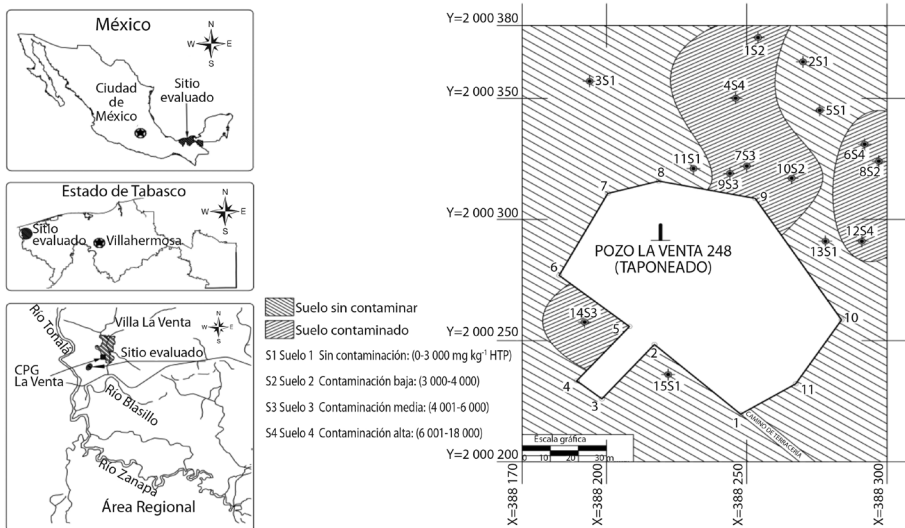 México
N
W E
S
Ciudad
de
México
Sitio
evaluado
Estado de Tabasco
N
W E
S
Sitio
evaluado
Villahermosa
Río Tonalá
Villa La Venta
N
W E
S
Sitio evaluado
CPG
La Venta
Río Blasillo
Río Zanapa
Área Regional
Suelo sin contaminar
Suelo contaminado
S1 Suelo 1 Sin contaminación: (0-3 000 mg kg-1 HTP)
S2 Suelo 2 Contaminación baja: (3 000-4 000)
S3 Suelo 3 Contaminación media: (4 001-6 000)
S4 Suelo 4 Contaminación alta: (6 001-18 000)
Y=2 000 380
Y=2 000 350
Y=2 000 300
Y=2 000 250
Y=2 000 200
1S2
2S1
3S1
4S4
5S1
6S4
8S2
11S1
7S3
9S3
10S2
12S4
13S1
14S3
15S1
7
8
9
6
5
10
2
4
3
11
1
POZO LA VENTA 248
(TAPONEADO)
CAMINO DE TERRACERÍA
Escala gráfica
0 10 20 30 m
X=388 170
X=388 200
X=388 250
X=388 300